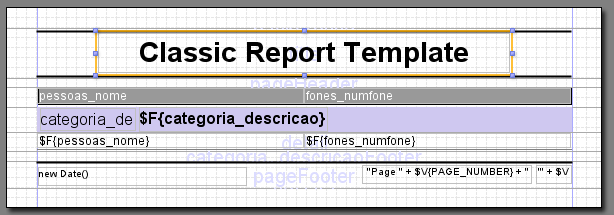 Classic Report Template
pageHeader
pessoas_nome fones_numfone
categoria_de $F{categoria_descricao}
$F{pessoas_nome} $F{fones_numfone}
categoria_descricaoFooter
new Date() "Page " + $V{PAGE_NUMBER} + " "" + $V
pageFooter